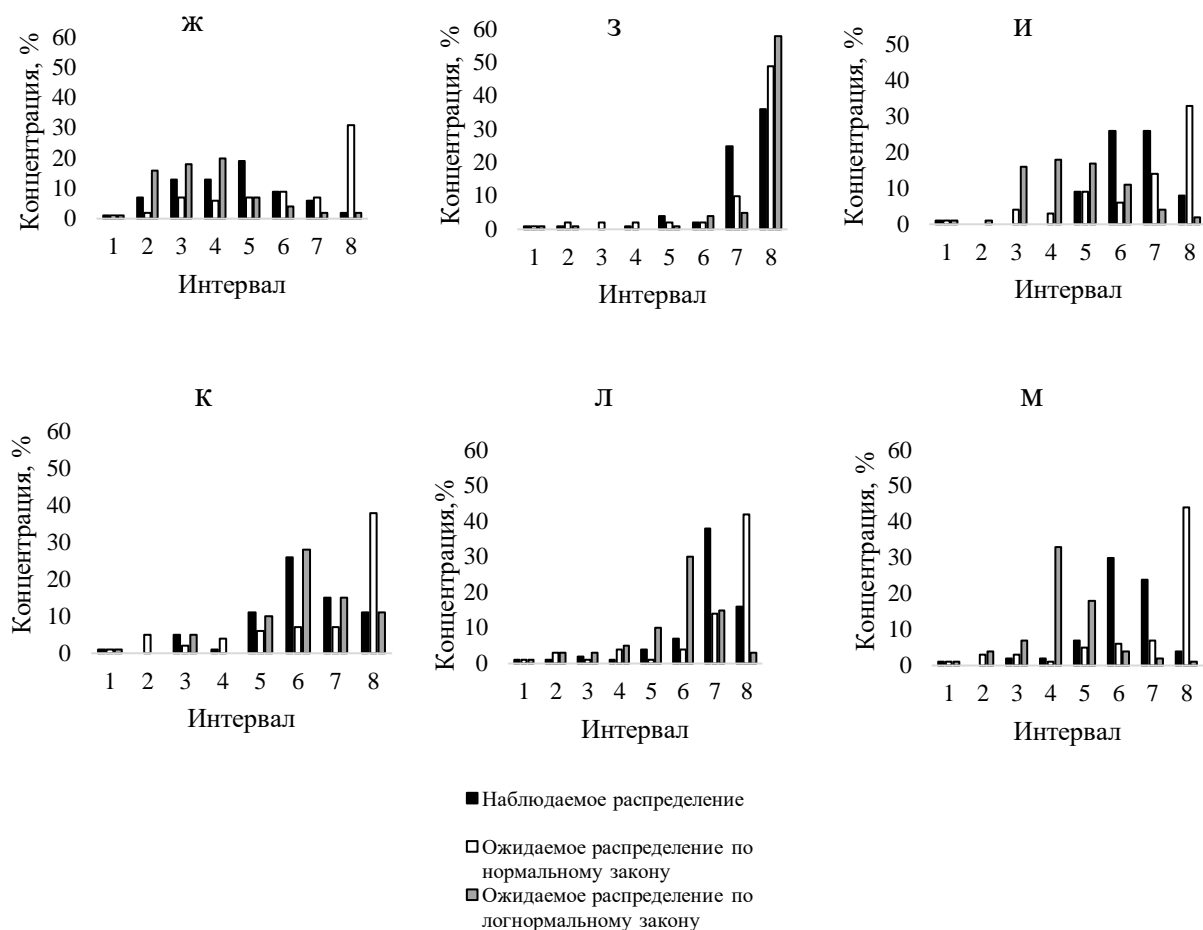 ж
Концентрация, %
60
50
40
30
20
10
0
1 2 3 4 5 6 7 8
Интервал
з
Концентрация, %
60
50
40
30
20
10
0
1 2 3 4 5 6 7 8
Интервал
и
Концентрация, %
50
40
30
20
10
0
1 2 3 4 5 6 7 8
Интервал
к
Концентрация, %
60
50
40
30
20
10
0
1 2 3 4 5 6 7 8
Интервал
л
Концентрация,%
60
50
40
30
20
10
0
1 2 3 4 5 6 7 8
Интервал
м
Концентрация, %
60
50
40
30
20
10
0
1 2 3 4 5 6 7 8
Интервал
Наблюдаемое распределение
Ожидаемое распределение по
нормальному закону
Ожидаемое распределение по
логнормальному закону